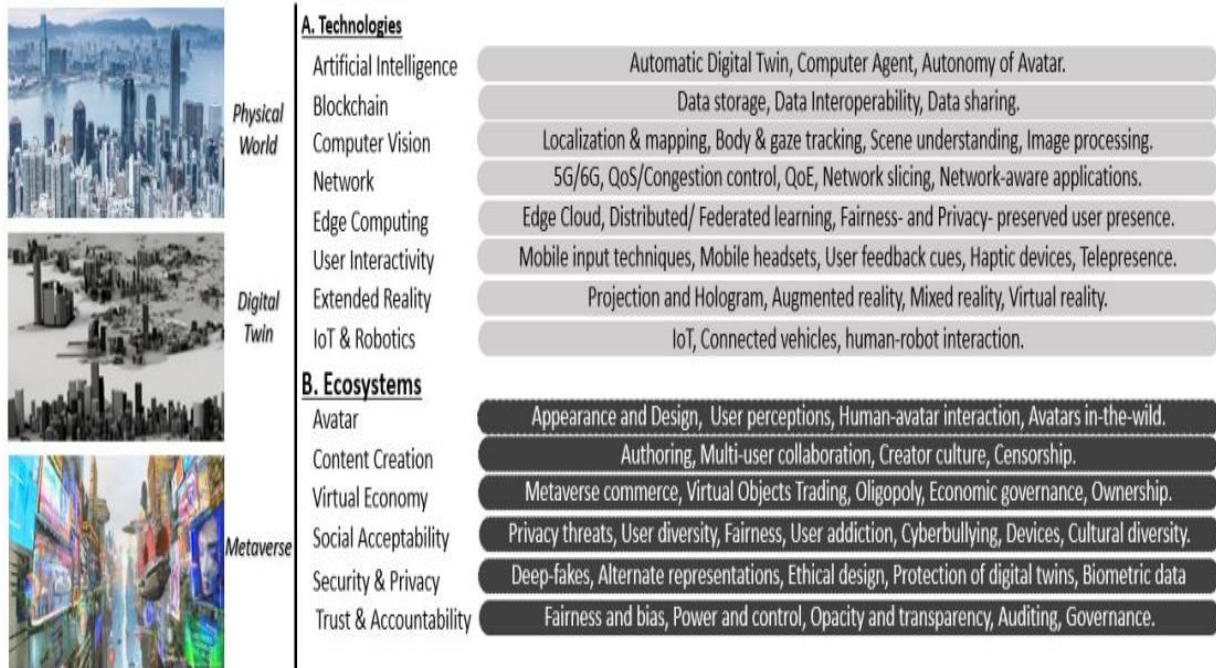 Physical
World
Digital
Twin
Metaverse
A. Technologies
Artificial Intelligence
Automatic Digital Twin, Computer Agent, Autonomy of Avatar.
Blockchain
Data storage, Data Interoperability, Data sharing.
Computer Vision
Localization & mapping, Body & gaze tracking, Scene understanding, Image processing.
Network
5G/6G, QoS/Congestion control, QoE, Network slicing, Network-aware applications.
Edge Computing
Edge Cloud, Distributed/ Federated learning, Fairness- and Privacy- preserved user presence.
User Interactivity
Mobile input techniques, Mobile headsets, User feedback cues, Haptic devices, Telepresence.
Extended Reality
Projection and Hologram, Augmented reality, Mixed reality, Virtual reality.
IoT & Robotics
IoT, Connected vehicles, human-robot interaction.
B. Ecosystems
Avatar
Appearance and Design, User perceptions, Human-avatar interaction, Avatars in-the-wild.
Content Creation
Authoring, Multi-user collaboration, Creator culture, Censorship.
Virtual Economy
Metaverse commerce, Virtual Objects Trading, Oligopoly, Economic governance, Ownership.
Social Acceptability
Privacy threats, User diversity, Fairness, User addiction, Cyberbullying, Devices, Cultural diversity.
Security & Privacy
Deep-fakes, Alternate representations, Ethical design, Protection of digital twins, Biometric data
Trust & Accountability
Fairness and bias, Power and control, Opacity and transparency, Auditing, Governance.